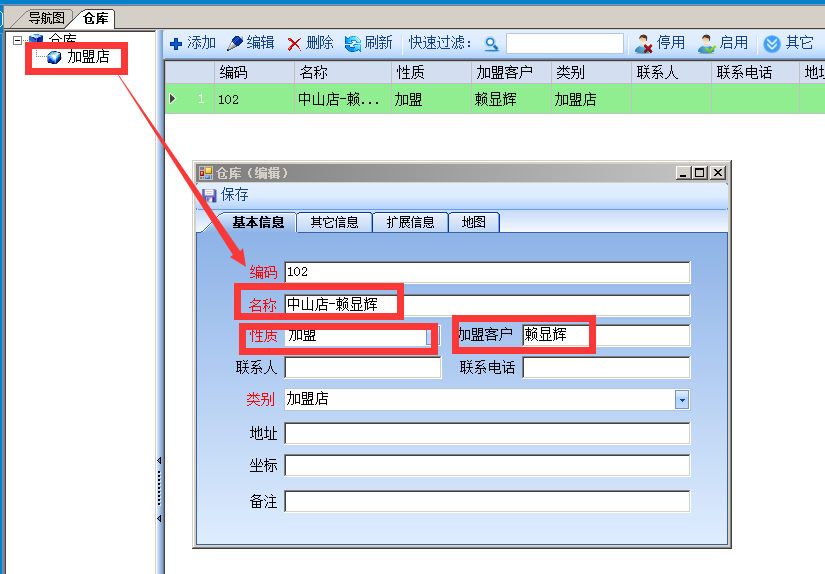 导航图 仓库
仓库
加盟店
添加 编辑 删除 刷新 快速过滤: 停用 启用 其它
编码 名称 性质 加盟客户 类别 联系人 联系电话 地址
1 102 中山店-赖... 加盟 赖显辉 加盟店
仓库（编辑）
保存
基本信息 其它信息 扩展信息 地图
编码 102
名称 中山店-赖显辉
性质 加盟 加盟客户 赖显辉
联系人 联系电话
类别 加盟店
地址
坐标
备注